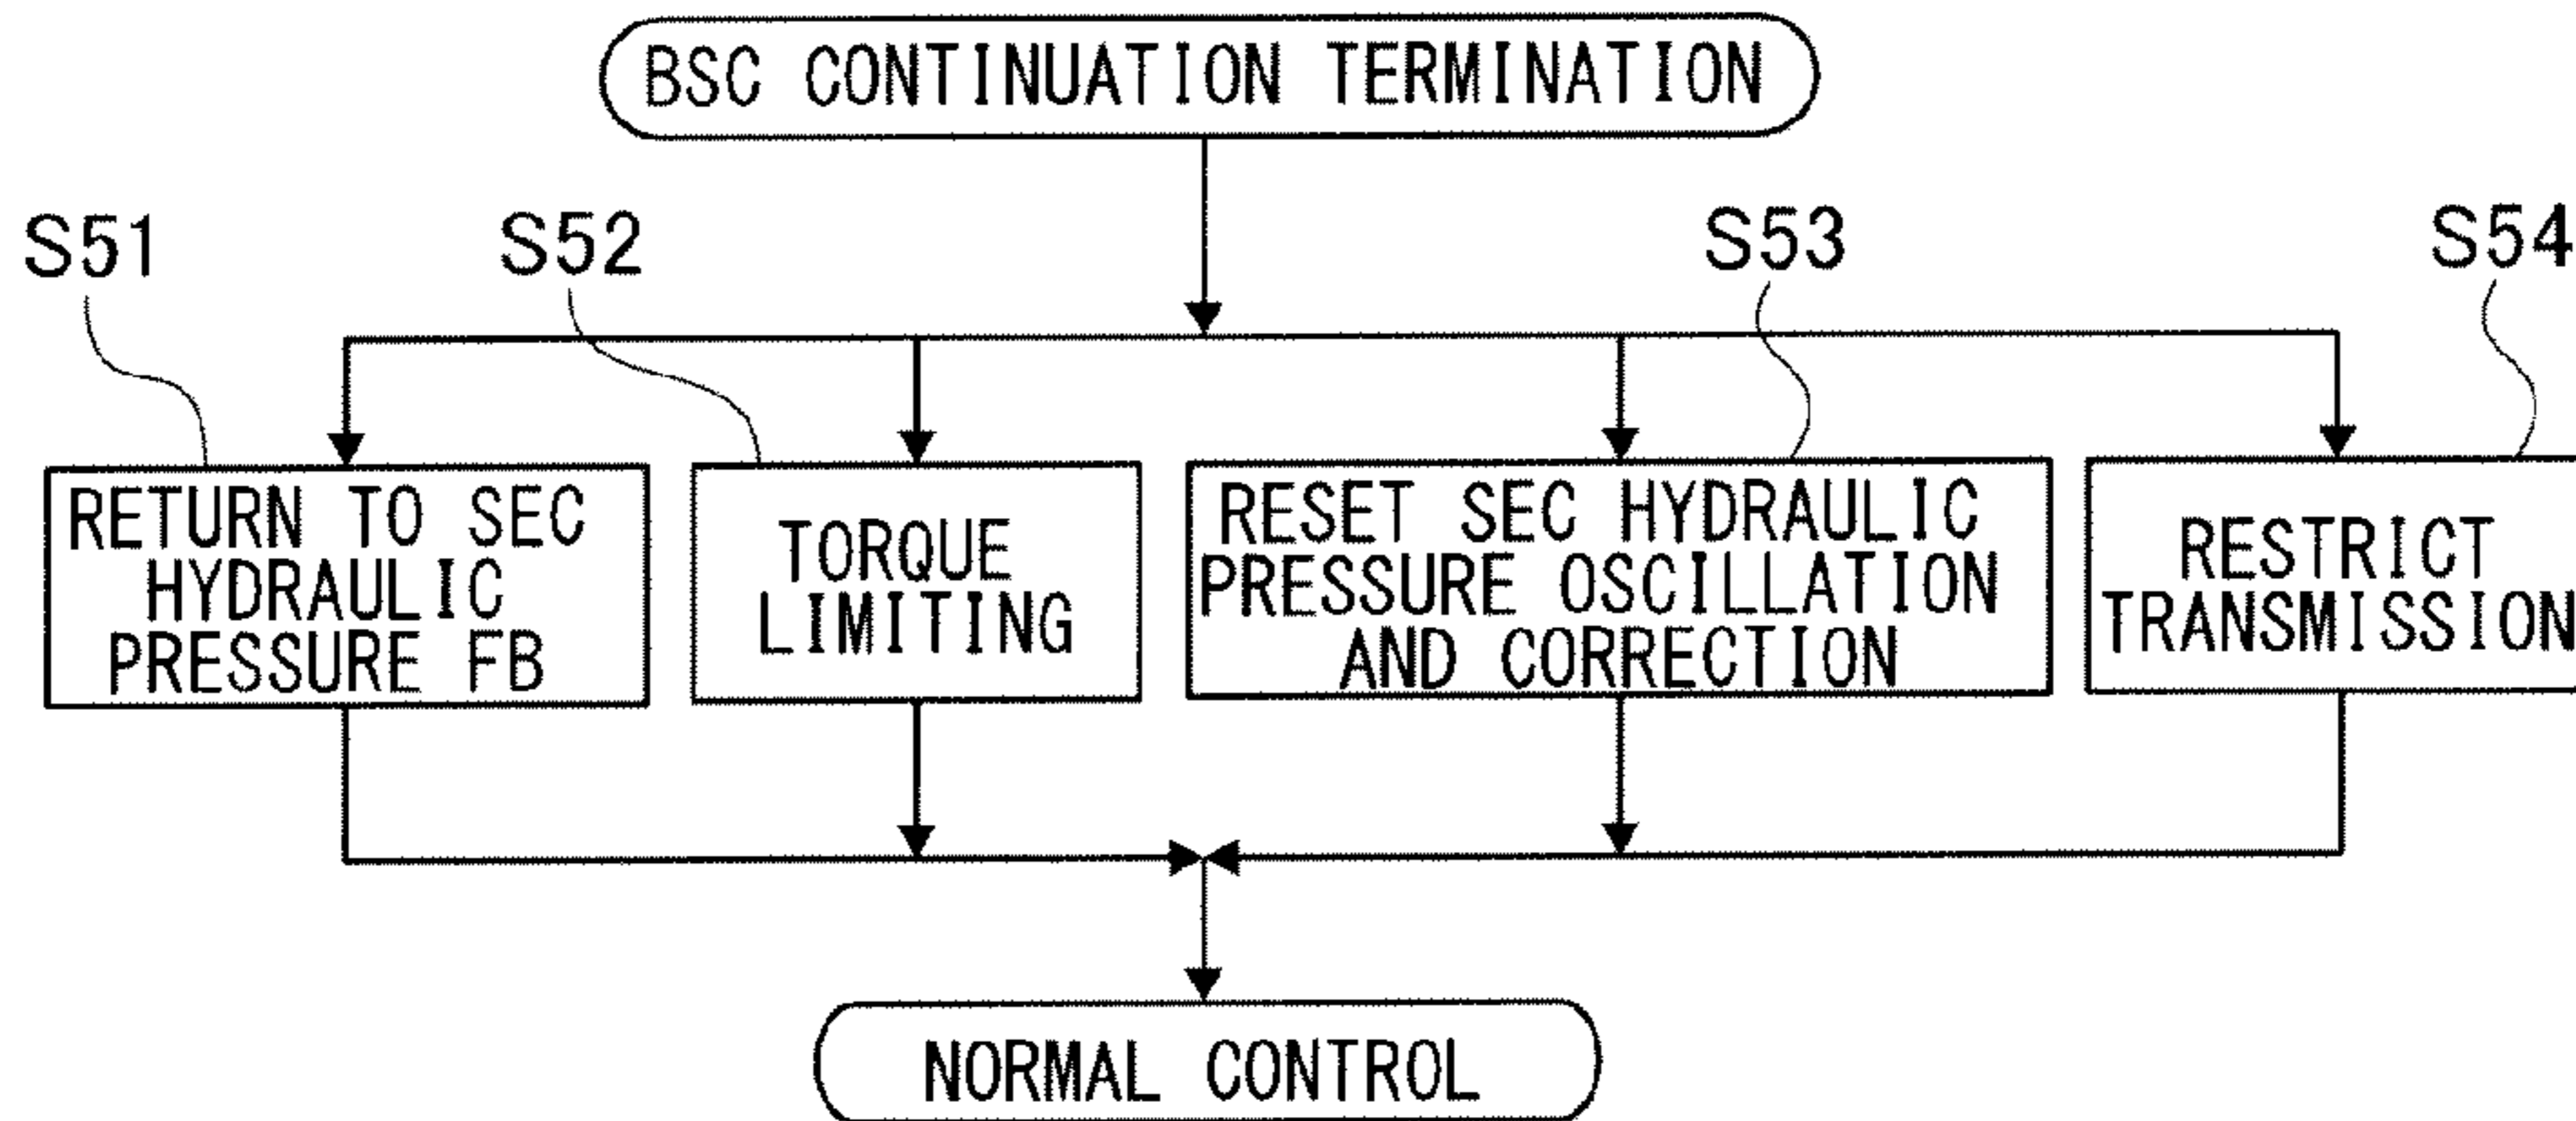 BSC CONTINUATION TERMINATION
S51
S52
S53
S54
RETURN TO SEC
HYDRAULIC
PRESSURE FB
TORQUE
LIMITING
RESET SEC HYDRAULIC
PRESSURE OSCILLATION
AND CORRECTION
RESTRICT
TRANSMISSION
NORMAL CONTROL